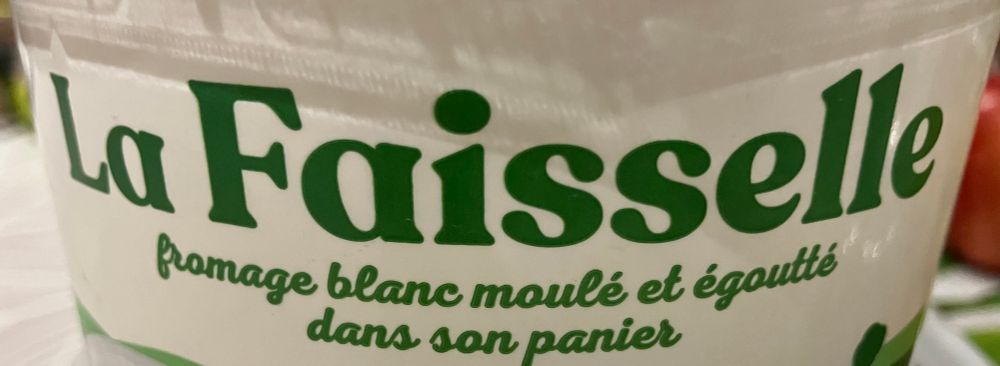 La Faisselle
fromage blanc moulé et égoutté
dans son panier